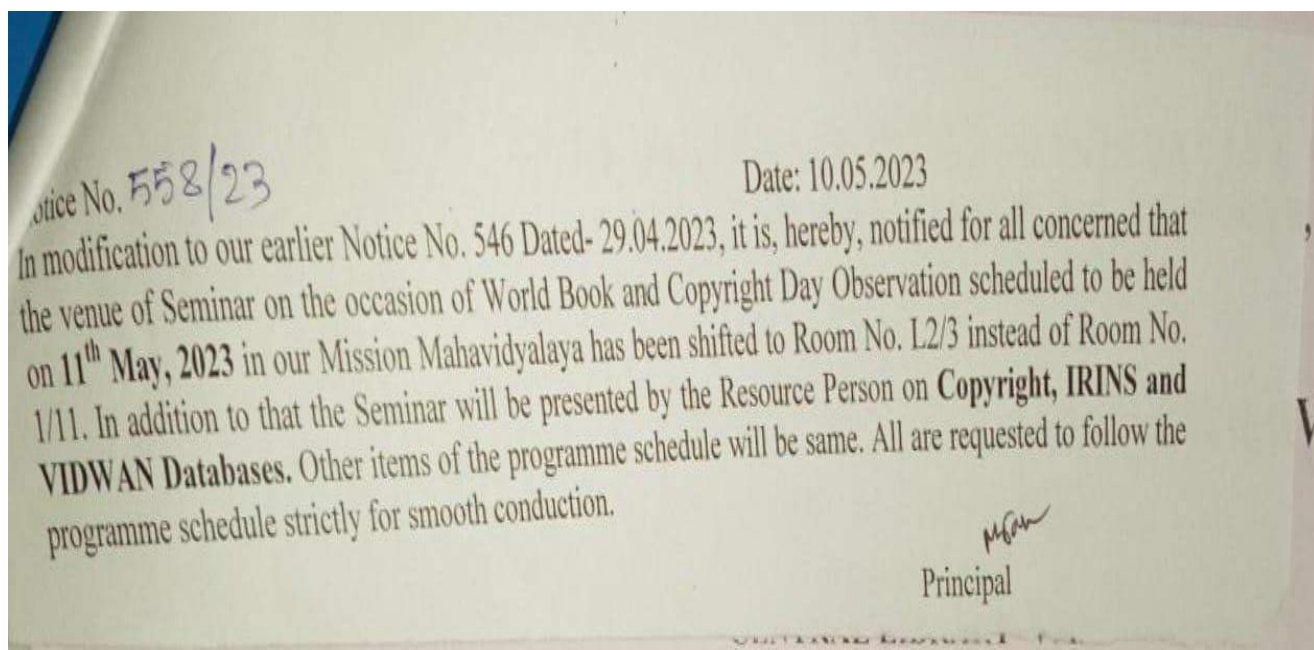 otice No. 558/23 Date: 10.05.2023
In modification to our earlier Notice No. 546 Dated- 29.04.2023, it is, hereby, notified for all concerned that
the venue of Seminar on the occasion of World Book and Copyright Day Observation scheduled to be held
on 11th May, 2023 in our Mission Mahavidyalaya has been shifted to Room No. L2/3 instead of Room No.
1/11. In addition to that the Seminar will be presented by the Resource Person on Copyright, IRINS and
VIDWAN Databases. Other items of the programme schedule will be same. All are requested to follow the
programme schedule strictly for smooth conduction.
Principal